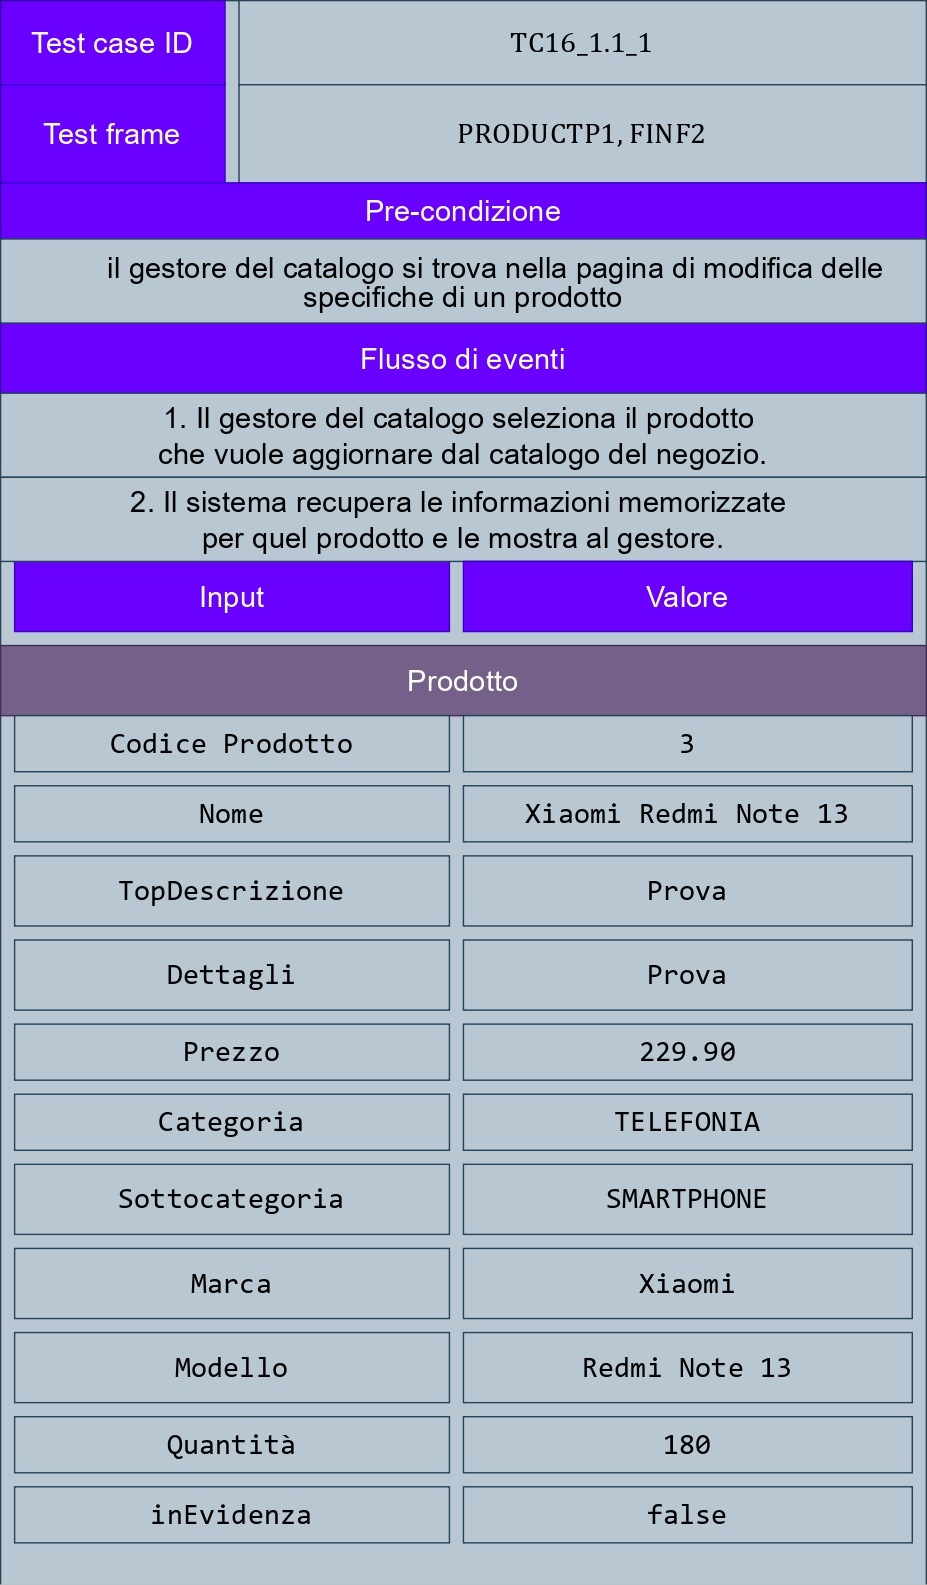 Test case ID
TC16_1.1_1
Test frame
PRODUCTP1, FINF2
Pre-condizione
il gestore del catalogo si trova nella pagina di modifica delle
specifiche di un prodotto
Flusso di eventi
1. Il gestore del catalogo seleziona il prodotto
che vuole aggiornare dal catalogo del negozio.
2. Il sistema recupera le informazioni memorizzate
per quel prodotto e le mostra al gestore.
Input
Valore
Prodotto
Codice Prodotto
3
Nome
Xiaomi Redmi Note 13
TopDescrizione
Prova
Dettagli
Prova
Prezzo
229.90
Categoria
TELEFONIA
Sottocategoria
SMARTPHONE
Marca
Xiaomi
Modello
Redmi Note 13
Quantità
180
inEvidenza
false